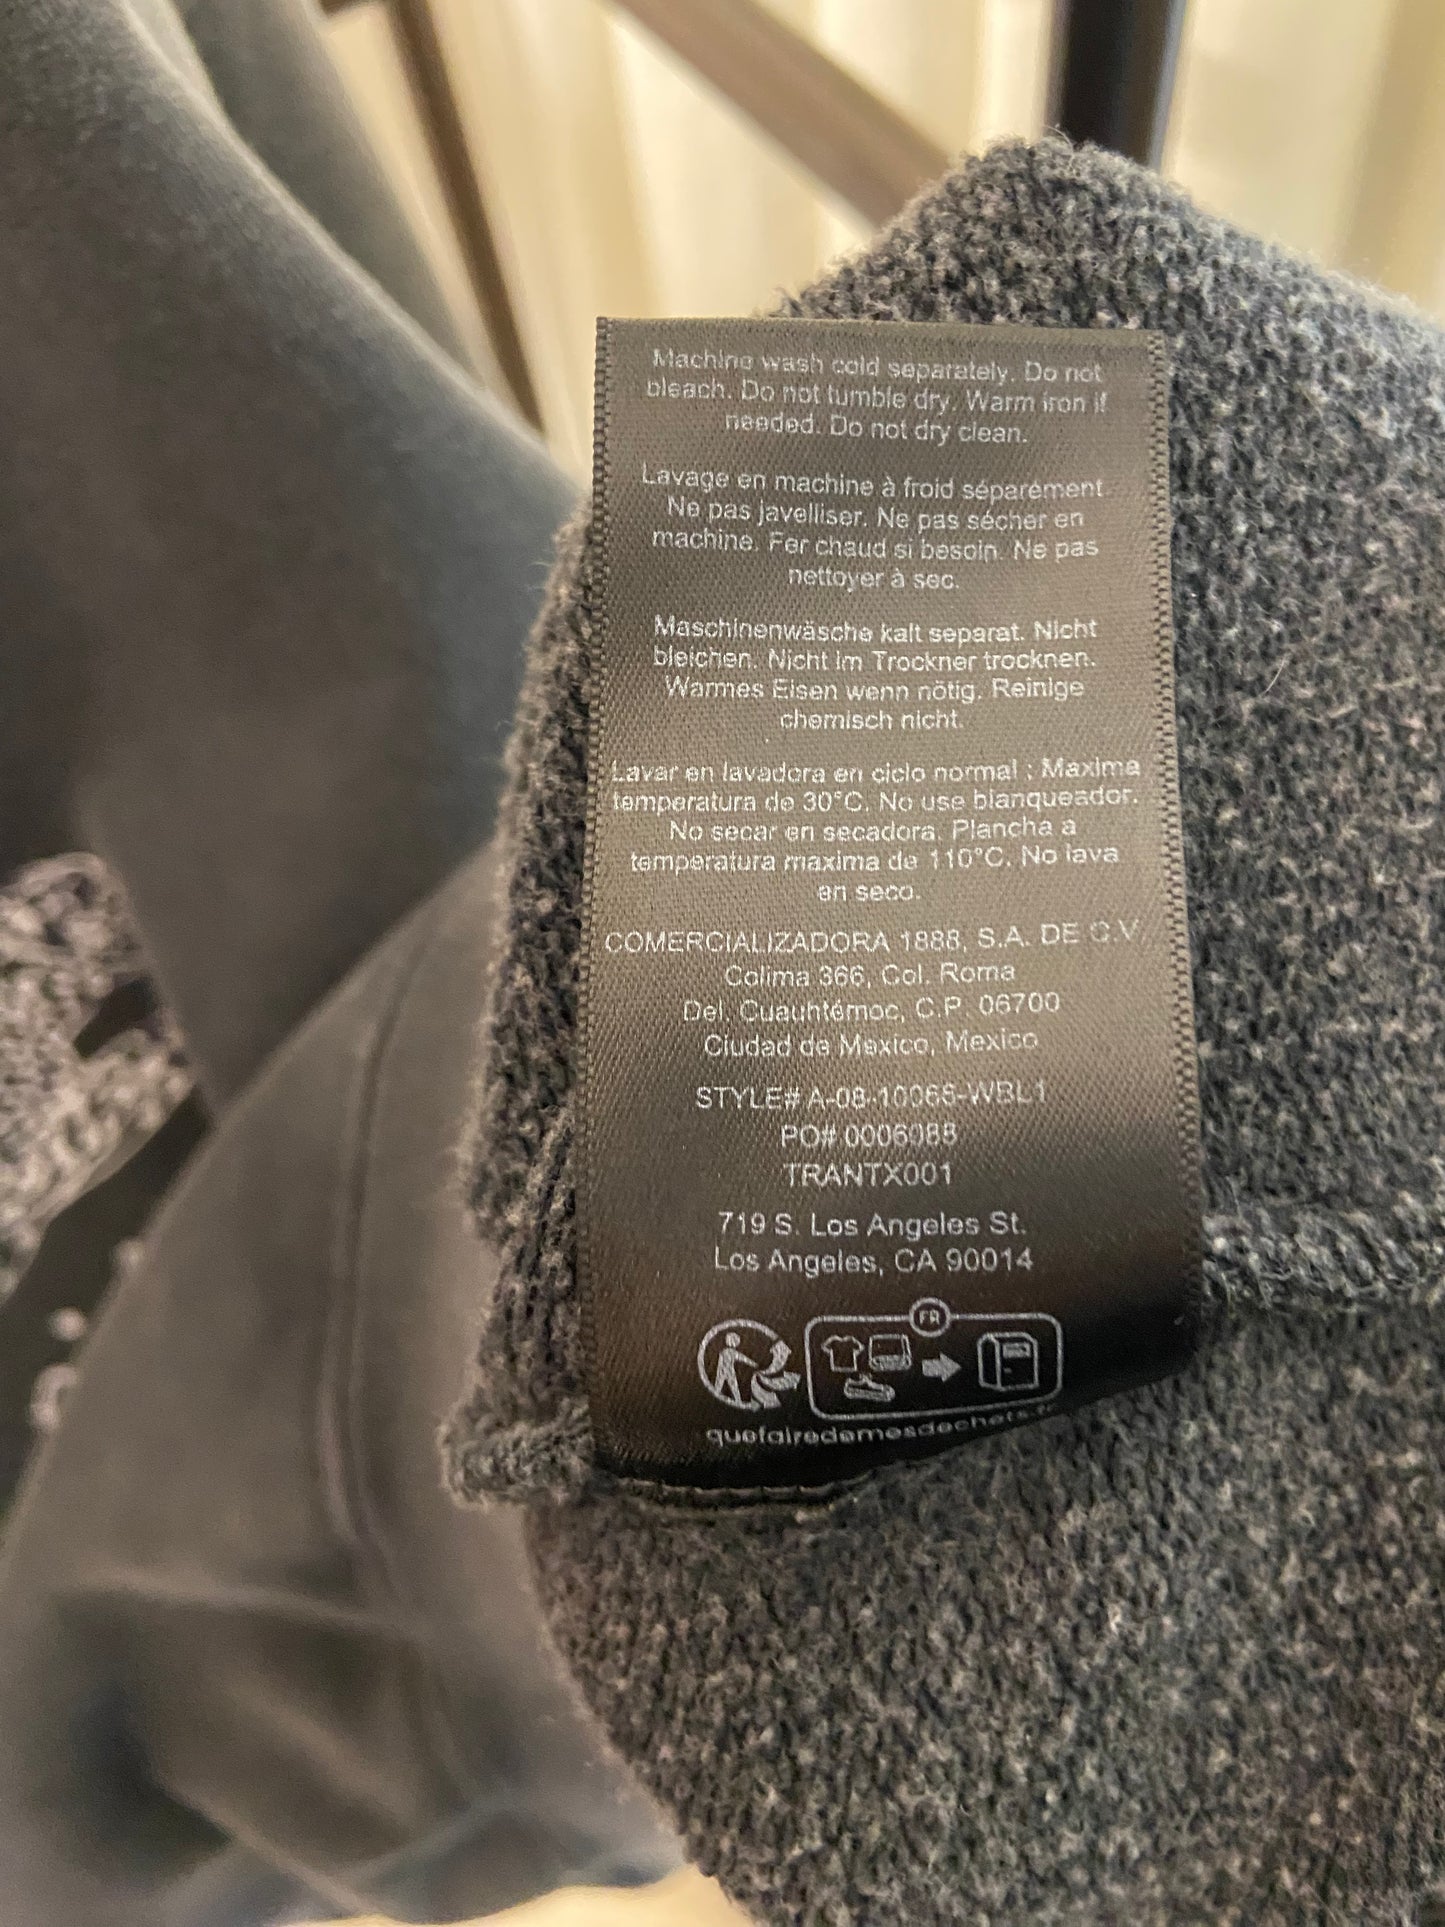 Machine wash cold separately. Do not
bleach. Do not tumble dry. Warm iron if
needed. Do not dry clean.
Lavage en machine à froid séparément
Ne pas javelliser. Ne pas sécher en
machine. Fer chaud si besoin. Ne pas
nettoyer à sec.
Maschinenwäsche kalt separat. Nicht
bleichen. Nicht im Trockner trocknen.
Warmes Eisen wenn nötig. Reinige
chemisch nicht.
Lavar en lavadora en ciclo normal : Maxima
temperatura de 30°C. No use blanqueador.
No secar en secadora. Plancha a
temperatura maxima de 110°C. No lava
en seco.
COMERCIALIZADORA 1888, S.A. DE C.V
Colima 366, Col. Roma
Del. Cuauhtémoc, C.P. 06700
Ciudad de Mexico, Mexico
STYLE# A-08-10066-WBL1
PO# 0006088
TRANTX001
719 S. Los Angeles St.
Los Angeles, CA 90014
FR
quefairedemesdechets.fr